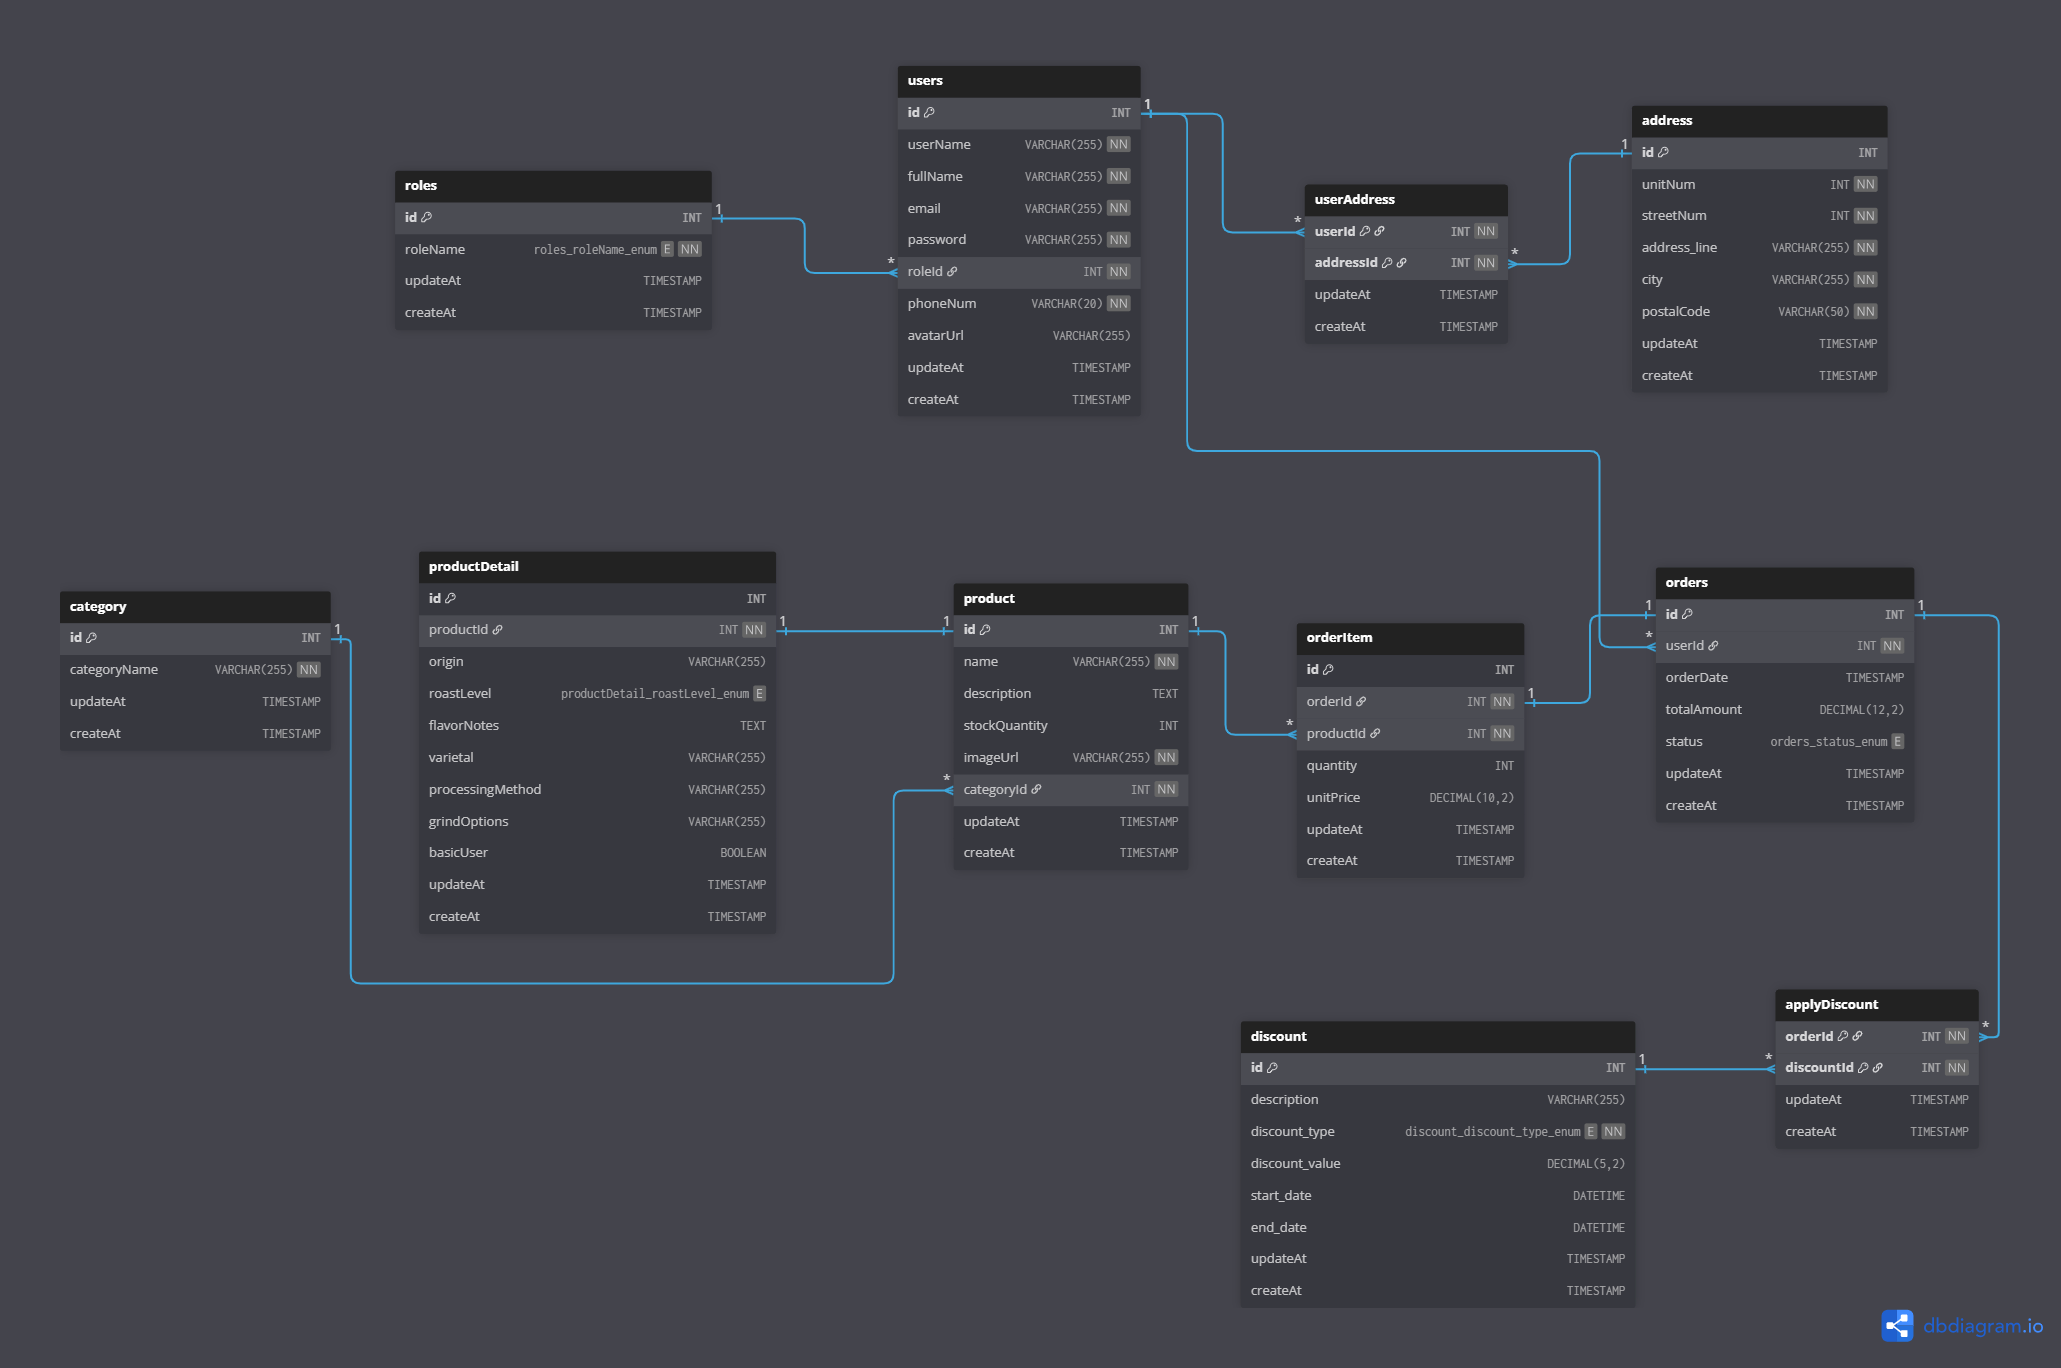 users
id INT
userName VARCHAR(255) NN
fullName VARCHAR(255) NN
email VARCHAR(255) NN
password VARCHAR(255) NN
roleId INT NN
phoneNum VARCHAR(20) NN
avatarUrl VARCHAR(255)
updateAt TIMESTAMP
createAt TIMESTAMP
1
address
id INT
unitNum INT NN
streetNum INT NN
address_line VARCHAR(255) NN
city VARCHAR(255) NN
postalCode VARCHAR(50) NN
updateAt TIMESTAMP
createAt TIMESTAMP
1
roles
id INT
roleName roles_roleName_enum E NN
updateAt TIMESTAMP
createAt TIMESTAMP
1
*
userAddress
userId INT NN
addressId INT NN
updateAt TIMESTAMP
createAt TIMESTAMP
*
*
category
id INT
categoryName VARCHAR(255) NN
updateAt TIMESTAMP
createAt TIMESTAMP
1
productDetail
id INT
productId INT NN
origin VARCHAR(255)
roastLevel productDetail_roastLevel_enum E
flavorNotes TEXT
varietal VARCHAR(255)
processingMethod VARCHAR(255)
grindOptions VARCHAR(255)
basicUser BOOLEAN
updateAt TIMESTAMP
createAt TIMESTAMP
1
1
product
id INT
name VARCHAR(255) NN
description TEXT
stockQuantity INT
imageUrl VARCHAR(255) NN
categoryId INT NN
updateAt TIMESTAMP
createAt TIMESTAMP
1
*
orderItem
id INT
orderId INT NN
productId INT NN
quantity INT
unitPrice DECIMAL(10,2)
updateAt TIMESTAMP
createAt TIMESTAMP
1
*
orders
id INT
userId INT NN
orderDate TIMESTAMP
totalAmount DECIMAL(12,2)
status orders_status_enum E
updateAt TIMESTAMP
createAt TIMESTAMP
1
*
1
discount
id INT
description VARCHAR(255)
discount_type discount_discount_type_enum E NN
discount_value DECIMAL(5,2)
start_date DATETIME
end_date DATETIME
updateAt TIMESTAMP
createAt TIMESTAMP
1
*
applyDiscount
orderId INT NN
discountId INT NN
updateAt TIMESTAMP
createAt TIMESTAMP
*
dbdiagram.io